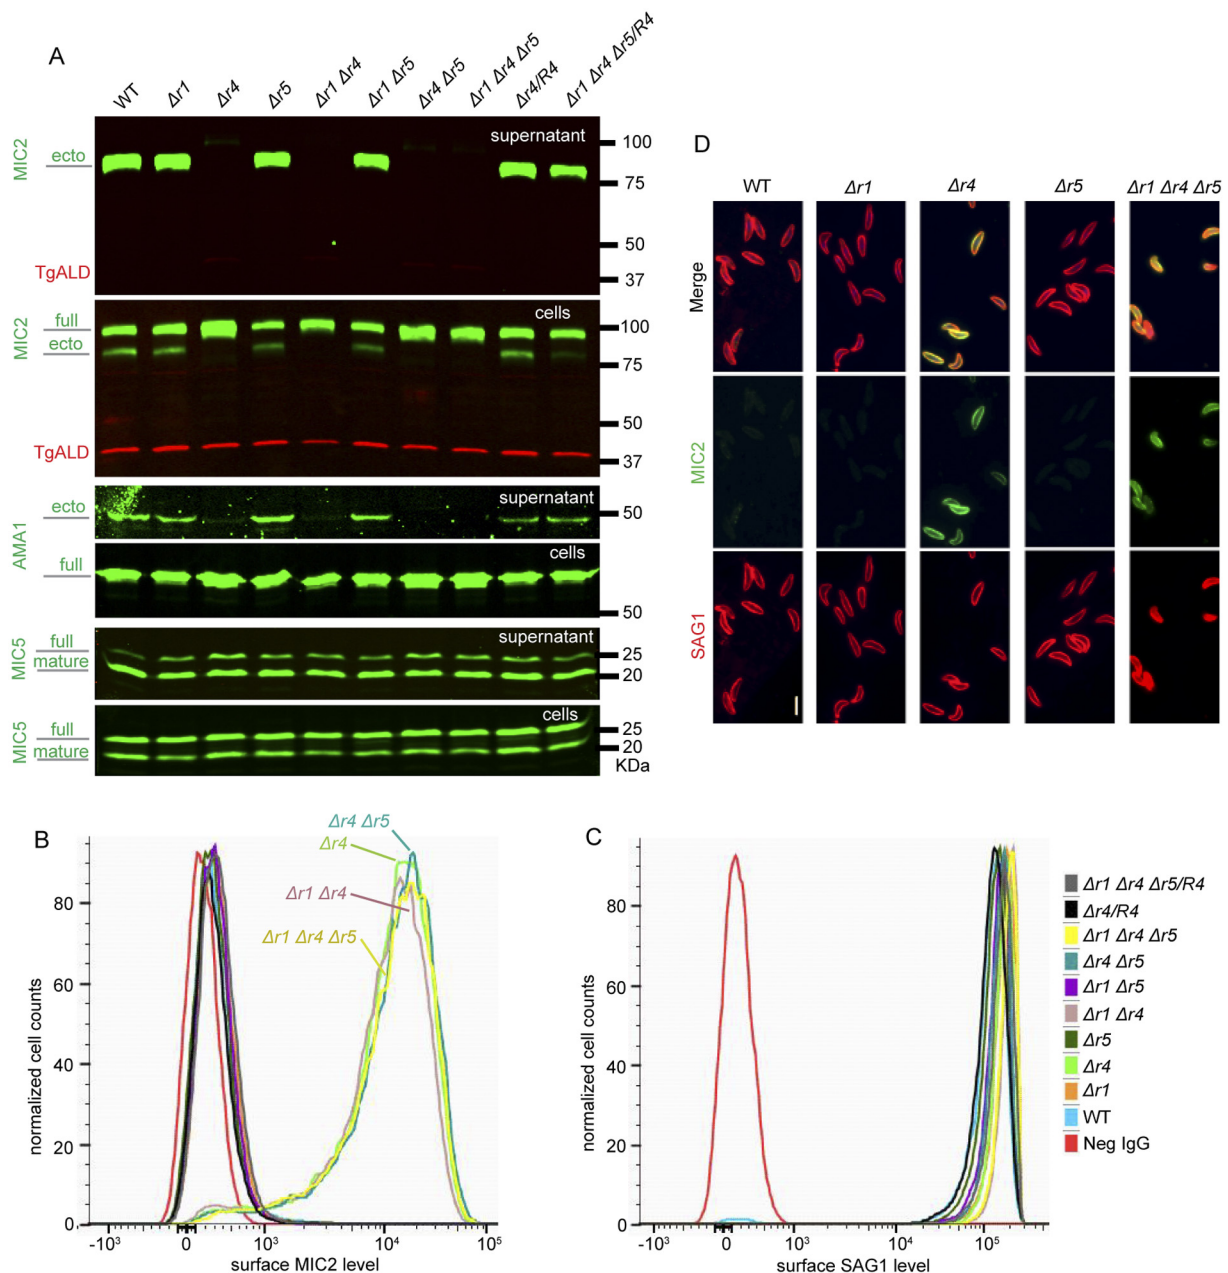 A
WT
Δr1
Δr4
Δr5
Δr1 Δr4
Δr1 Δr5
Δr4 Δr5
Δr1 Δr4 Δr5
Δr4/R4
Δr1 Δr4 Δr5/R4
MIC2
ecto
TgALD
supernatant
100
75
50
37
MIC2
full
ecto
TgALD
cells
100
75
50
37
AMA1
ecto
supernatant
50
full
cells
50
MIC5
full
mature
supernatant
25
20
MIC5
full
mature
cells
25
20
KDa
D
WT
Δr1
Δr4
Δr5
Δr1 Δr4 Δr5
Merge
MIC2
SAG1
B
Δr4 Δr5
Δr4
Δr1 Δr4
Δr1 Δr4 Δr5
normalized cell counts
80
60
40
20
0
-10³
0
10³
10⁴
10⁵
surface MIC2 level
C
normalized cell counts
80
60
40
20
0
-10³
0
10³
10⁴
10⁵
surface SAG1 level
Δr1 Δr4 Δr5/R4
Δr4/R4
Δr1 Δr4 Δr5
Δr4 Δr5
Δr1 Δr5
Δr1 Δr4
Δr5
Δr4
Δr1
WT
Neg IgG